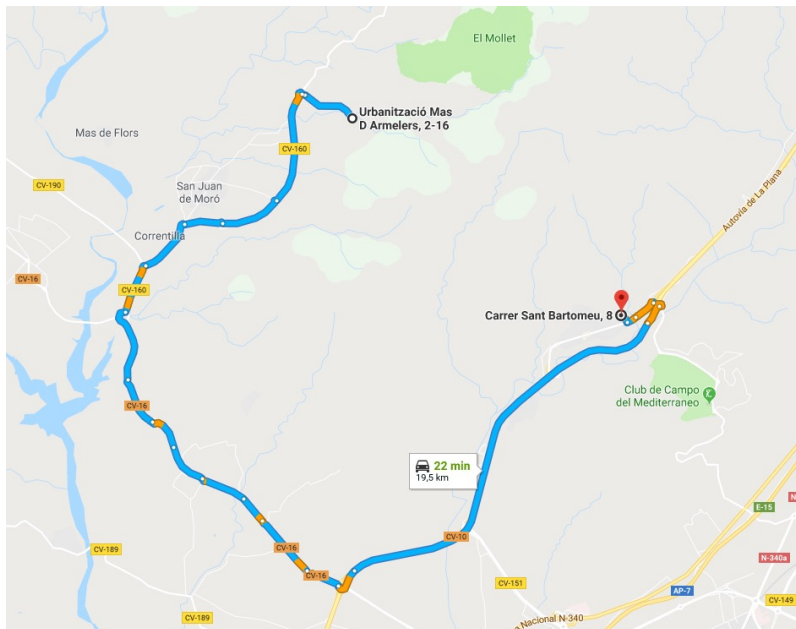 El Mollet
Urbanització Mas
D Armelers, 2-16
Mas de Flors
CV-160
CV-190
San Juan
de Moró
Autovía de La Plana
Correntilla
CV-16
CV-160
Carrer Sant Bartomeu, 8
Club de Campo
del Mediterraneo
CV-16
22 min
19,5 km
E-15
N
CV-10
CV-16
CV-189
N-340a
CV-16
CV-151
AP-7
CV-149
CV-189
Nacional N-340